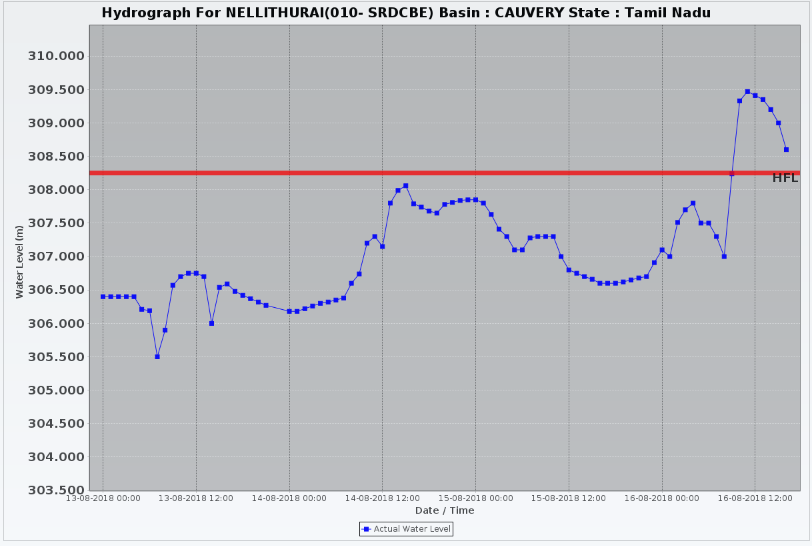 Hydrograph For NELLITHURAI(010- SRDCBE) Basin : CAUVERY State : Tamil Nadu
310.000
309.500
309.000
308.500
308.000
307.500
307.000
306.500
306.000
305.500
305.000
304.500
304.000
303.500
Water Level (m)
HFL
13-08-2018 00:00 13-08-2018 12:00 14-08-2018 00:00 14-08-2018 12:00 15-08-2018 00:00 15-08-2018 12:00 16-08-2018 00:00 16-08-2018 12:00
Date / Time
Actual Water Level